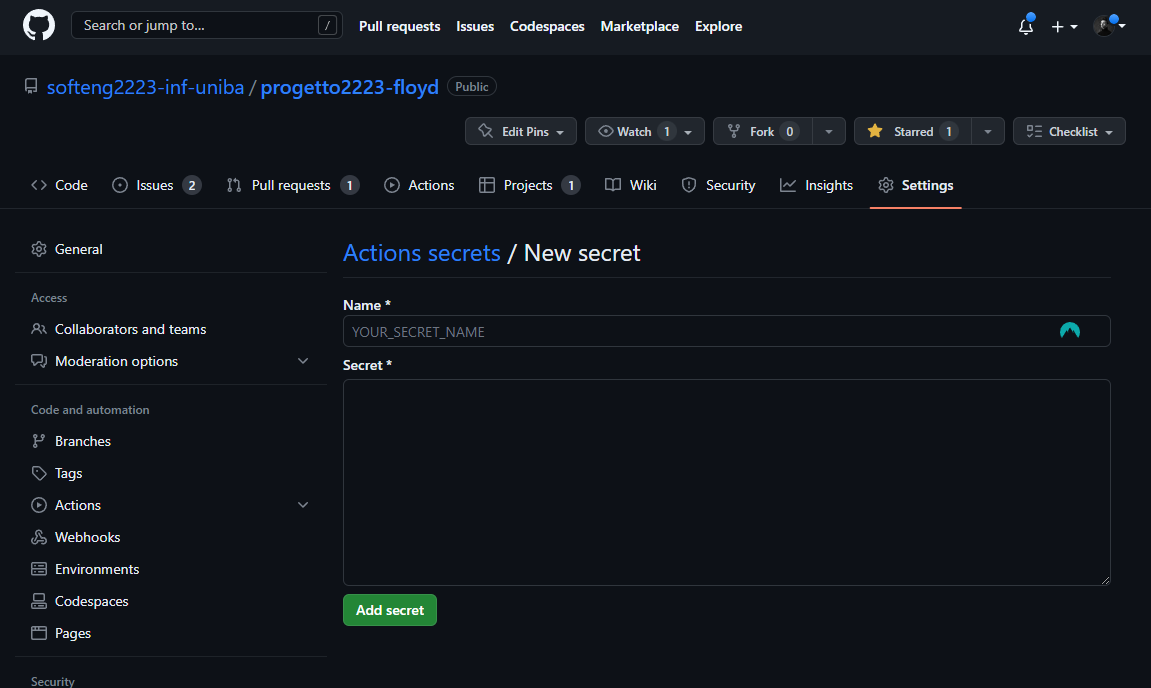 Search or jump to... /
Pull requests Issues Codespaces Marketplace Explore
softeng2223-inf-uniba / progetto2223-floyd Public
Edit Pins Watch 1 Fork 0 Starred 1 Checklist
Code Issues 2 Pull requests 1 Actions Projects 1 Wiki Security Insights Settings
General
Access
Collaborators and teams
Moderation options
Code and automation
Branches
Tags
Actions
Webhooks
Environments
Codespaces
Pages
Security
Actions secrets / New secret
Name *
YOUR_SECRET_NAME
Secret *
Add secret